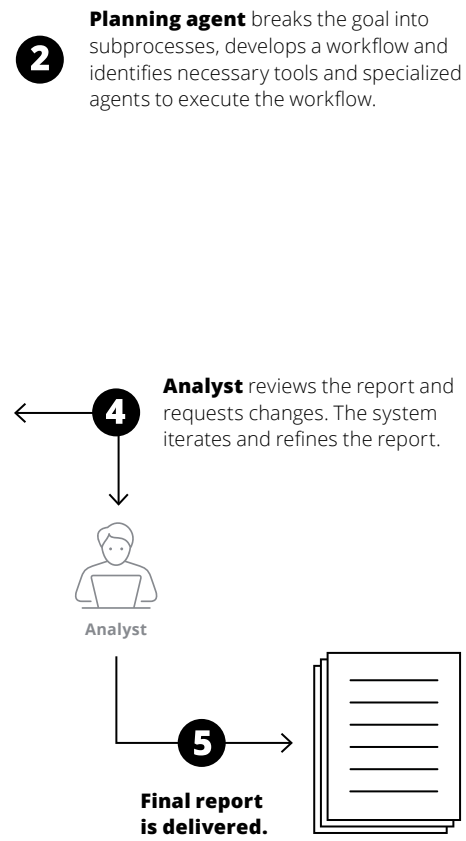 2
Planning agent breaks the goal into
subprocesses, develops a workflow and
identifies necessary tools and specialized
agents to execute the workflow.
4
Analyst reviews the report and
requests changes. The system
iterates and refines the report.
Analyst
5
Final report
is delivered.